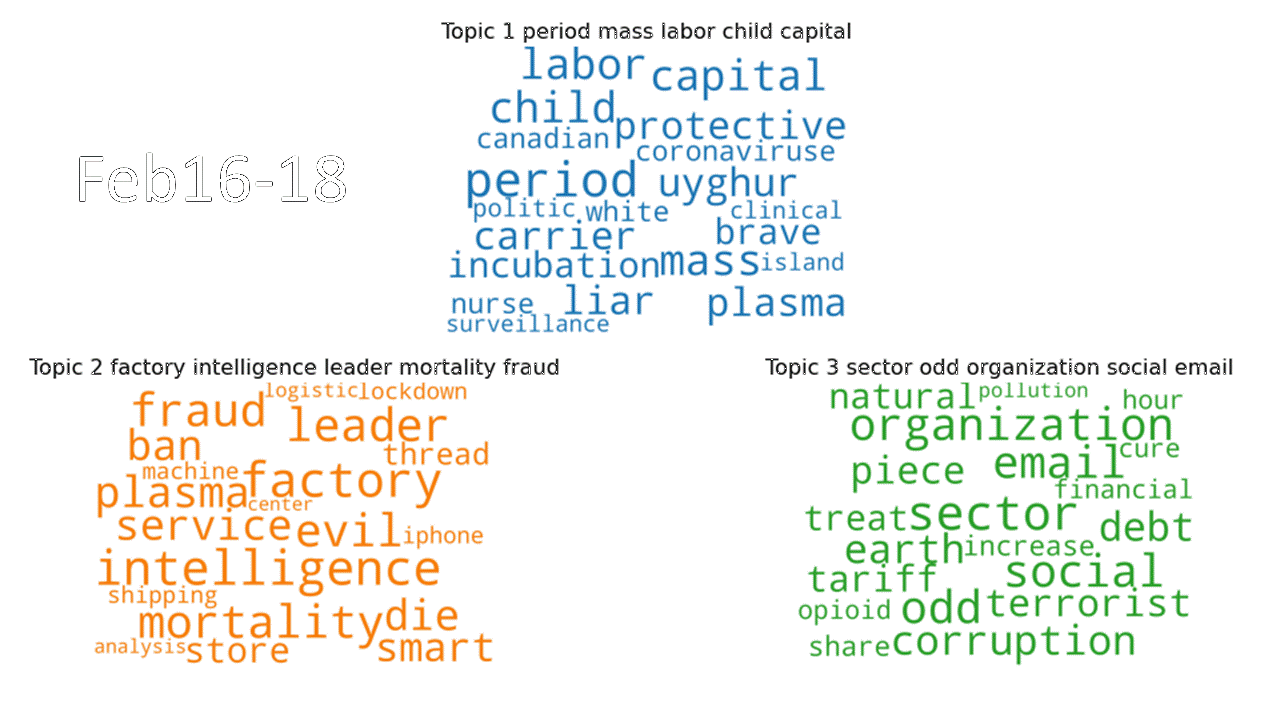 Topic 1 period mass labor child capital
labor capital
child protective
canadian coronaviruse
Feb16-18
period uyghur
politic white clinical
carrier brave
incubation mass island
nurse liar plasma
surveillance
Topic 2 factory intelligence leader mortality fraud
logistic lockdown
fraud leader
ban thread
machine factory
plasma center
service evil iphone
intelligence
shipping
mortality die
analysis store smart
Topic 3 sector odd organization social email
natural pollution hour
organization cure
piece email
financial
treat sector debt
earth increase
tariff social
opioid odd terrorist
share corruption